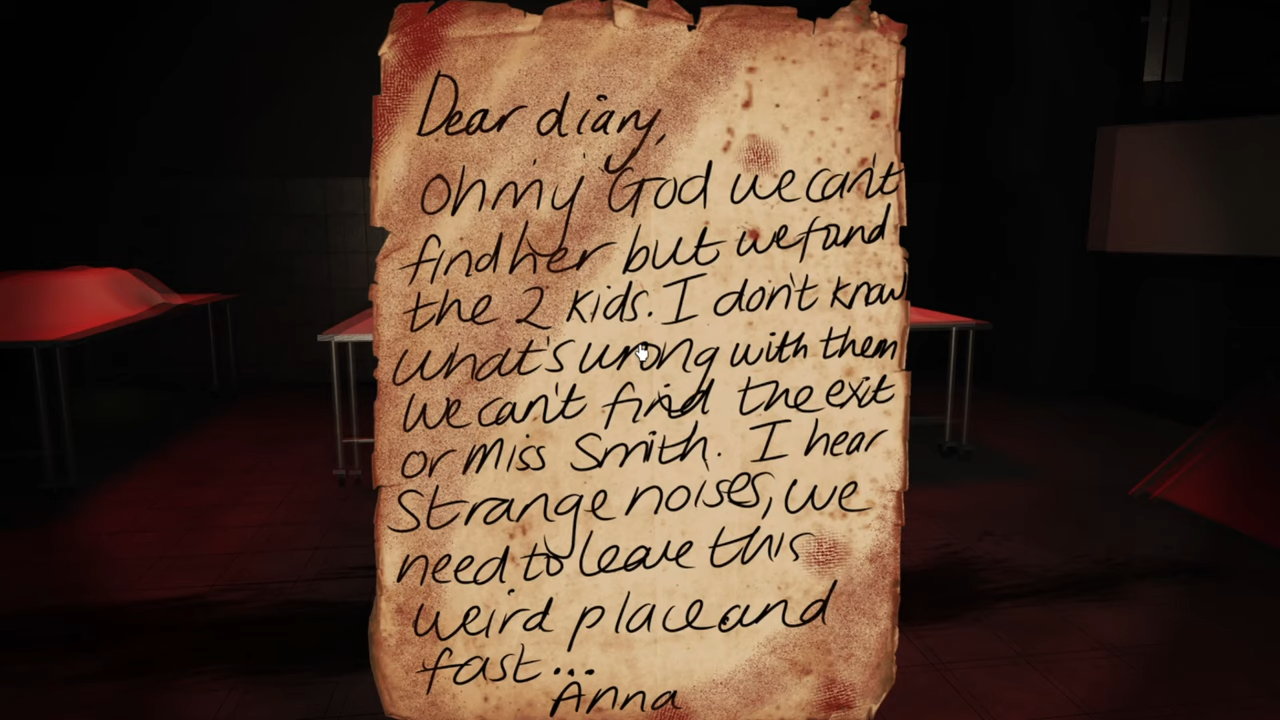 Dear diary,
Oh my God we can't
find her but we fond
the 2 kids. I don't know
what's wrong with them
we can't find the exit
or Miss Smith. I hear
Strange noises, we
need to leave this
weird place and
fast...
Anna